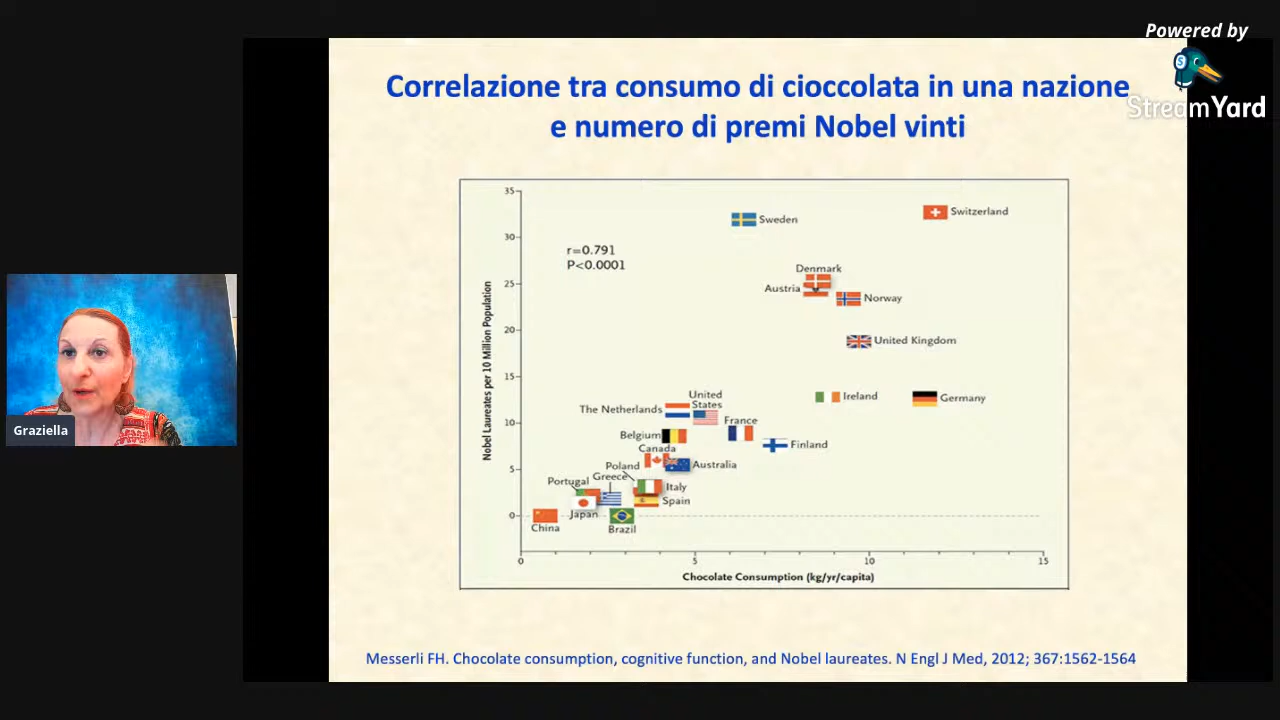 Powered by
StreamYard
Correlazione tra consumo di cioccolata in una nazione
e numero di premi Nobel vinti
35
30
25
20
15
10
5
0
Nobel Laureates per 10 Million Population
r=0.791
P<0.0001
Sweden
Switzerland
Denmark
Austria
Norway
United Kingdom
Ireland
Germany
United
States
The Netherlands
France
Belgium
Finland
Canada
Australia
Poland
Portugal
Greece
Italy
Spain
Japan
China
Brazil
0
5
10
15
Chocolate Consumption (kg/yr/capita)
Graziella
Messerli FH. Chocolate consumption, cognitive function, and Nobel laureates. N Engl J Med, 2012; 367:1562-1564